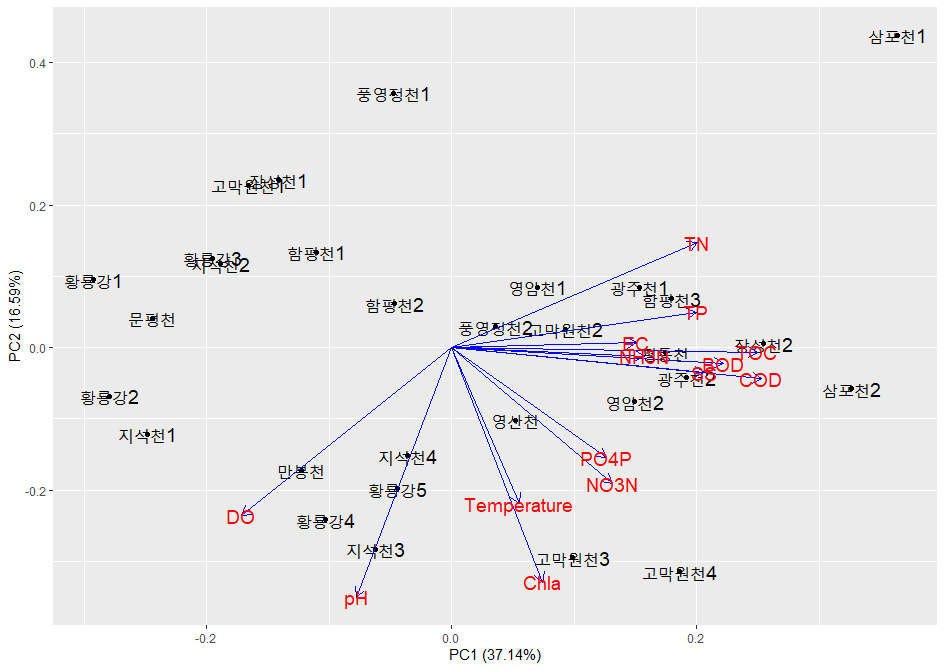 삼포천1
0.4
풍영정천1
고막원천1
장성천1
0.2
TN
함평천1
황룡강3
지석천2
황룡강1
영암천1
광주천1
함평천3
함평천2
TP
문평천
풍영정천2
고막원천2
0.0
EC
장성천2
TOC
NH3N
BOD
COD
광주천2
삼포천2
황룡강2
영암천2
PC2 (16.59%)
영산천
지석천1
지석천4
PO4P
만봉천
NO3N
-0.2
황룡강5
Temperature
DO
황룡강4
지석천3
고막원천3
고막원천4
Chla
pH
-0.2
0.0
0.2
PC1 (37.14%)